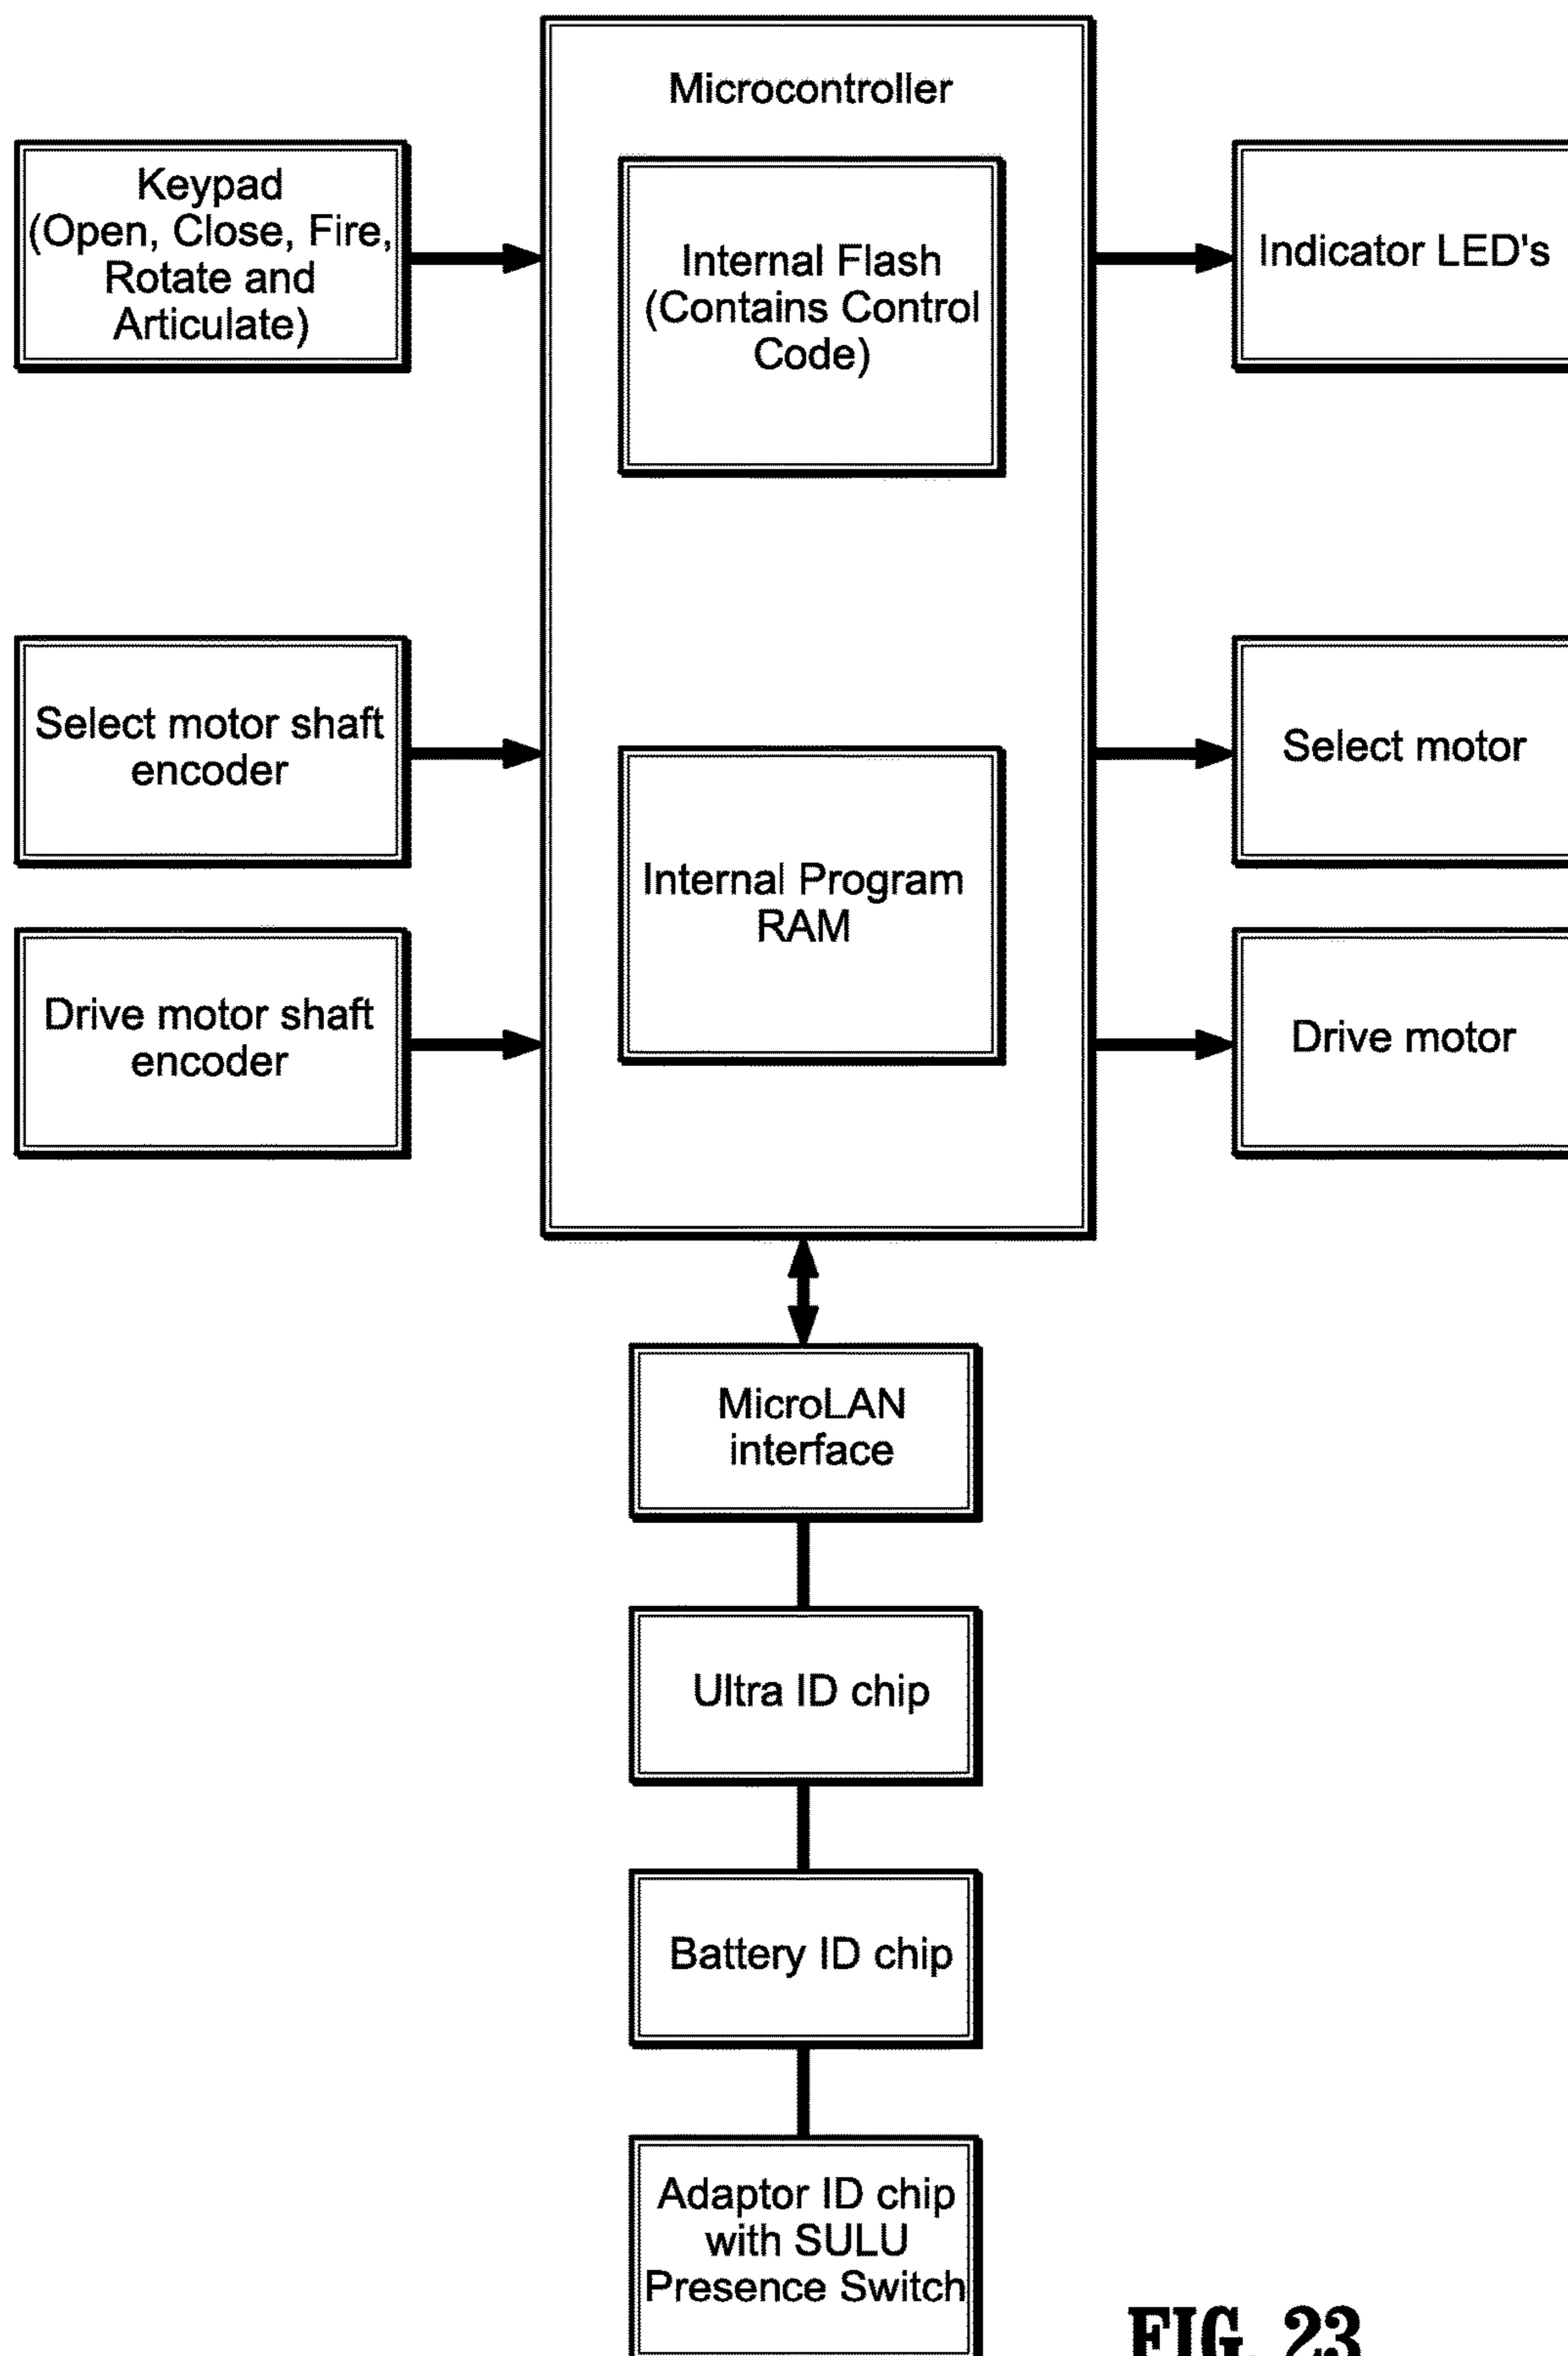 Microcontroller
Keypad
(Open, Close, Fire,
Rotate and
Articulate)
Internal Flash
(Contains Control
Code)
Indicator LED's
Select motor shaft
encoder
Select motor
Internal Program
RAM
Drive motor shaft
encoder
Drive motor
MicroLAN
interface
Ultra ID chip
Battery ID chip
Adaptor ID chip
with SULU
Presence Switch
FIG. 23